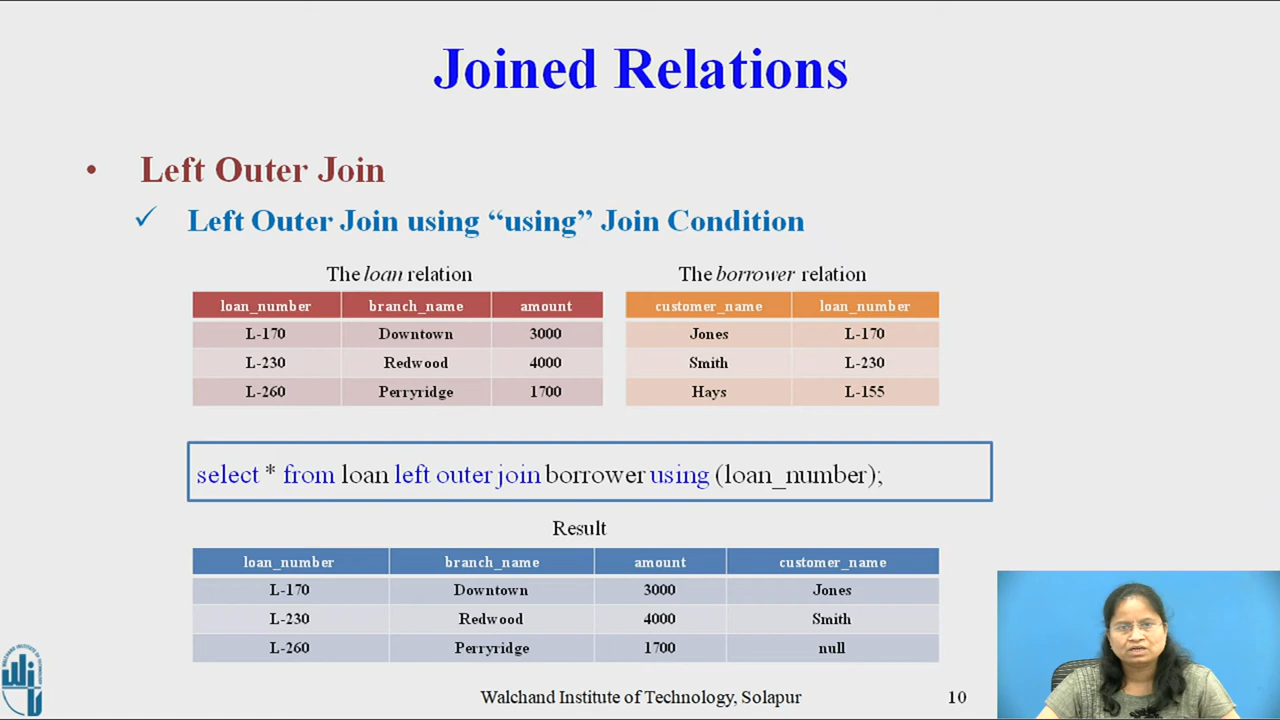 Joined Relations
• Left Outer Join
✓ Left Outer Join using “using” Join Condition
The loan relation
loan_number branch_name amount
L-170 Downtown 3000
L-230 Redwood 4000
L-260 Perryridge 1700
The borrower relation
customer_name loan_number
Jones L-170
Smith L-230
Hays L-155
select * from loan left outer join borrower using (loan_number);
Result
loan_number branch_name amount customer_name
L-170 Downtown 3000 Jones
L-230 Redwood 4000 Smith
L-260 Perryridge 1700 null
Walchand Institute of Technology, Solapur 10